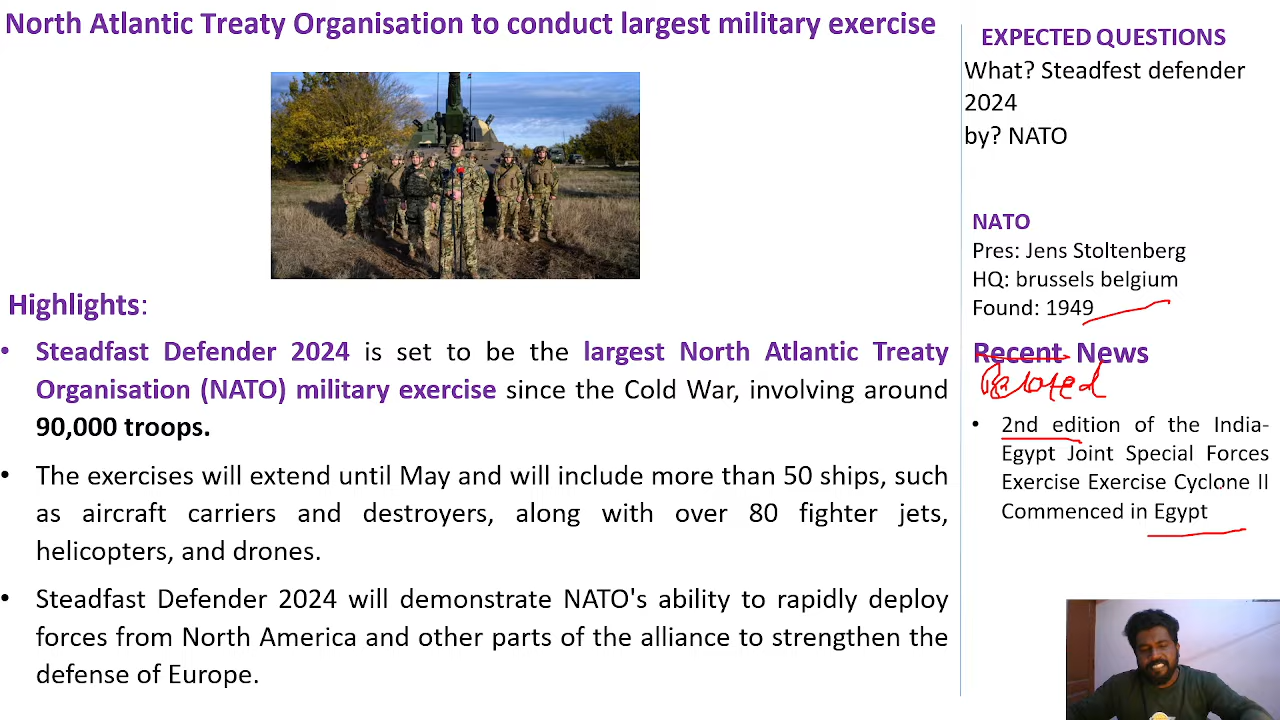 North Atlantic Treaty Organisation to conduct largest military exercise
Highlights:
• Steadfast Defender 2024 is set to be the largest North Atlantic Treaty
Organisation (NATO) military exercise since the Cold War, involving around
90,000 troops.
• The exercises will extend until May and will include more than 50 ships, such
as aircraft carriers and destroyers, along with over 80 fighter jets,
helicopters, and drones.
• Steadfast Defender 2024 will demonstrate NATO's ability to rapidly deploy
forces from North America and other parts of the alliance to strengthen the
defense of Europe.
EXPECTED QUESTIONS
What? Steadfest defender
2024
by? NATO
NATO
Pres: Jens Stoltenberg
HQ: brussels belgium
Found: 1949
Recent News
Related
• 2nd edition of the India-
Egypt Joint Special Forces
Exercise Exercise Cyclone II
Commenced in Egypt